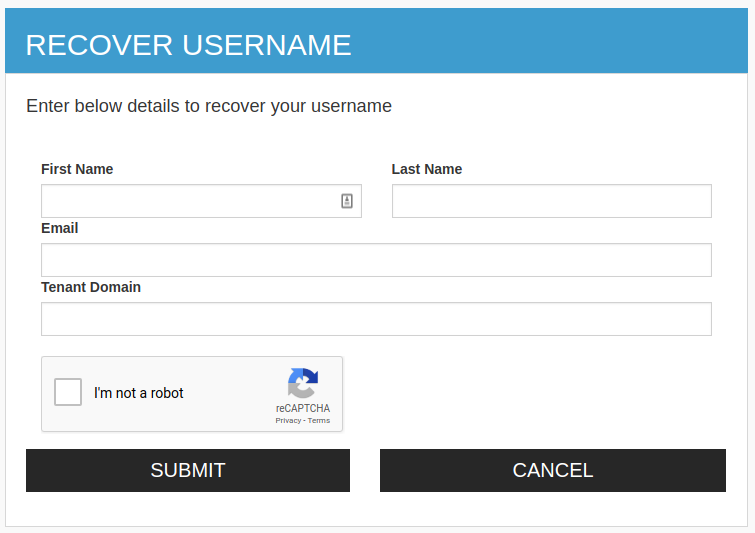 RECOVER USERNAME
Enter below details to recover your username
First Name Last Name
Email
Tenant Domain
I'm not a robot
reCAPTCHA
Privacy - Terms
SUBMIT CANCEL